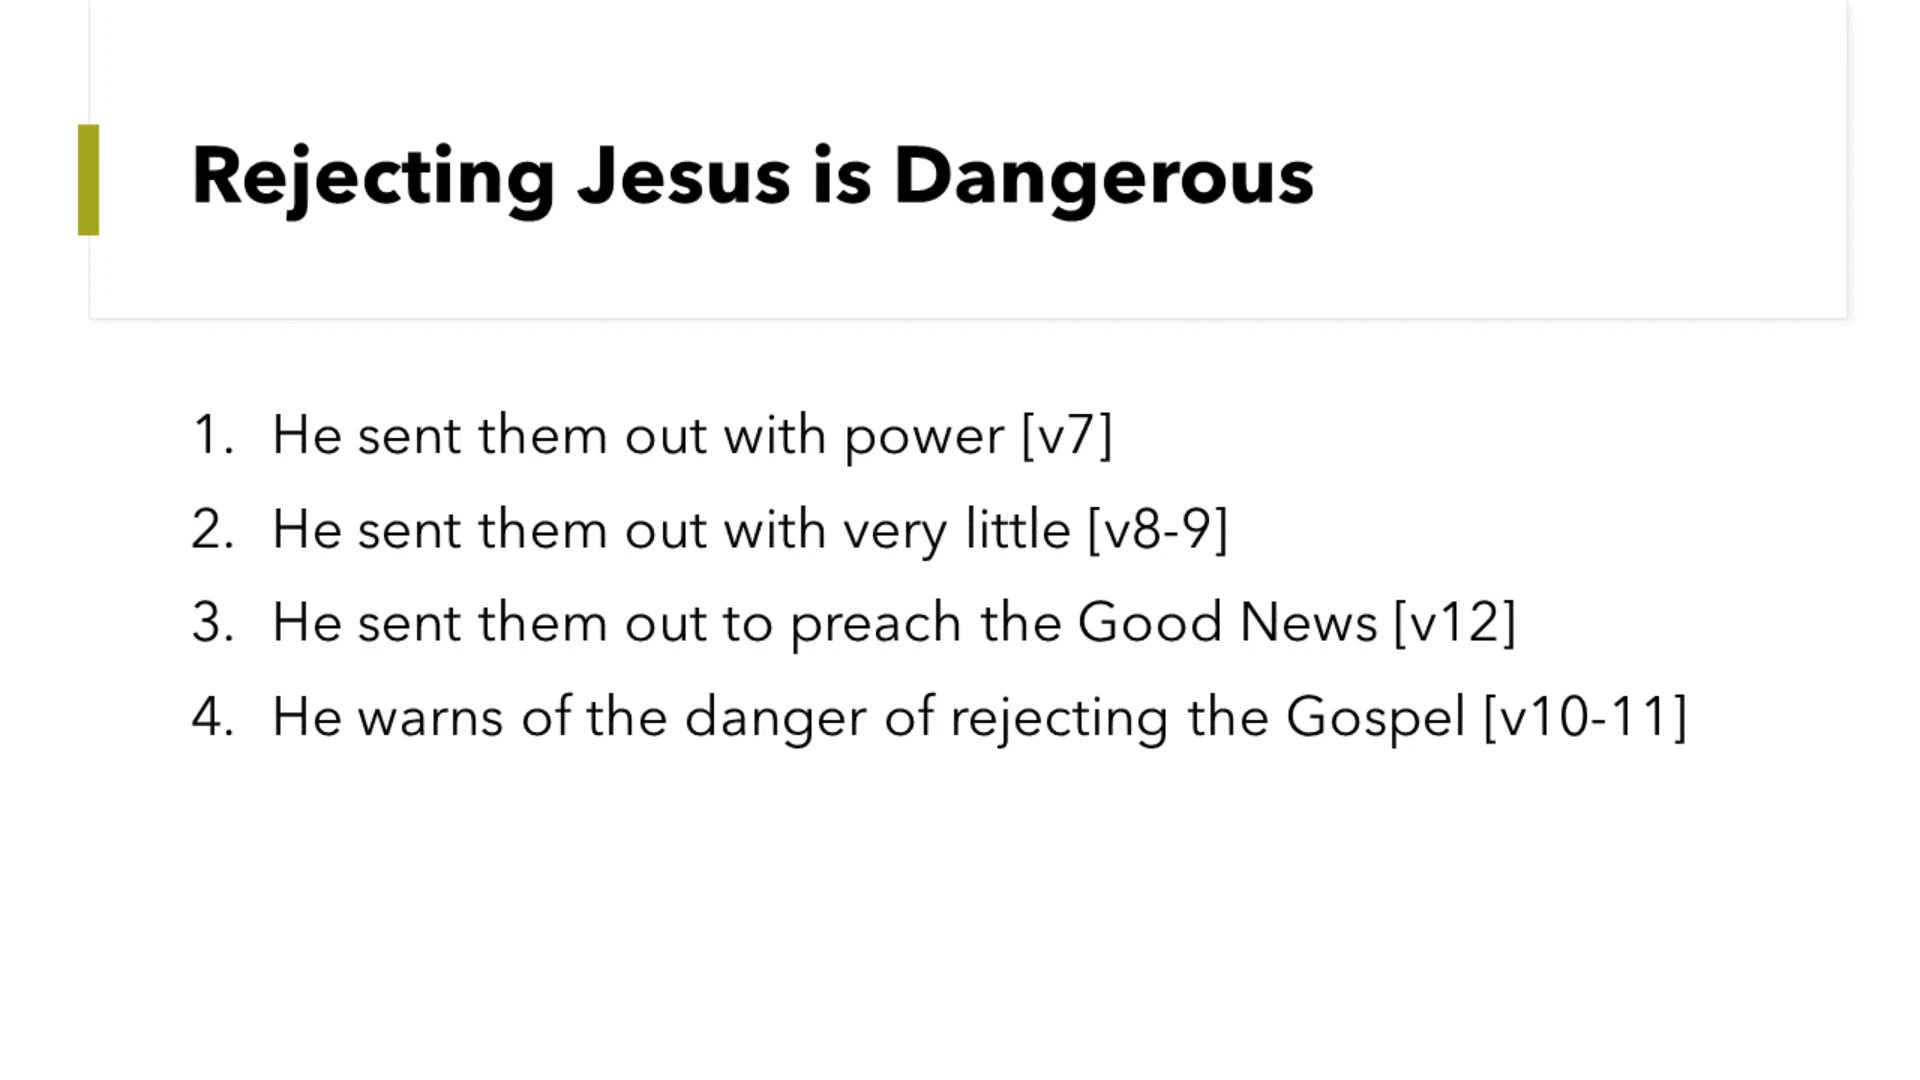 Rejecting Jesus is Dangerous
1. He sent them out with power [v7]
2. He sent them out with very little [v8-9]
3. He sent them out to preach the Good News [v12]
4. He warns of the danger of rejecting the Gospel [v10-11]